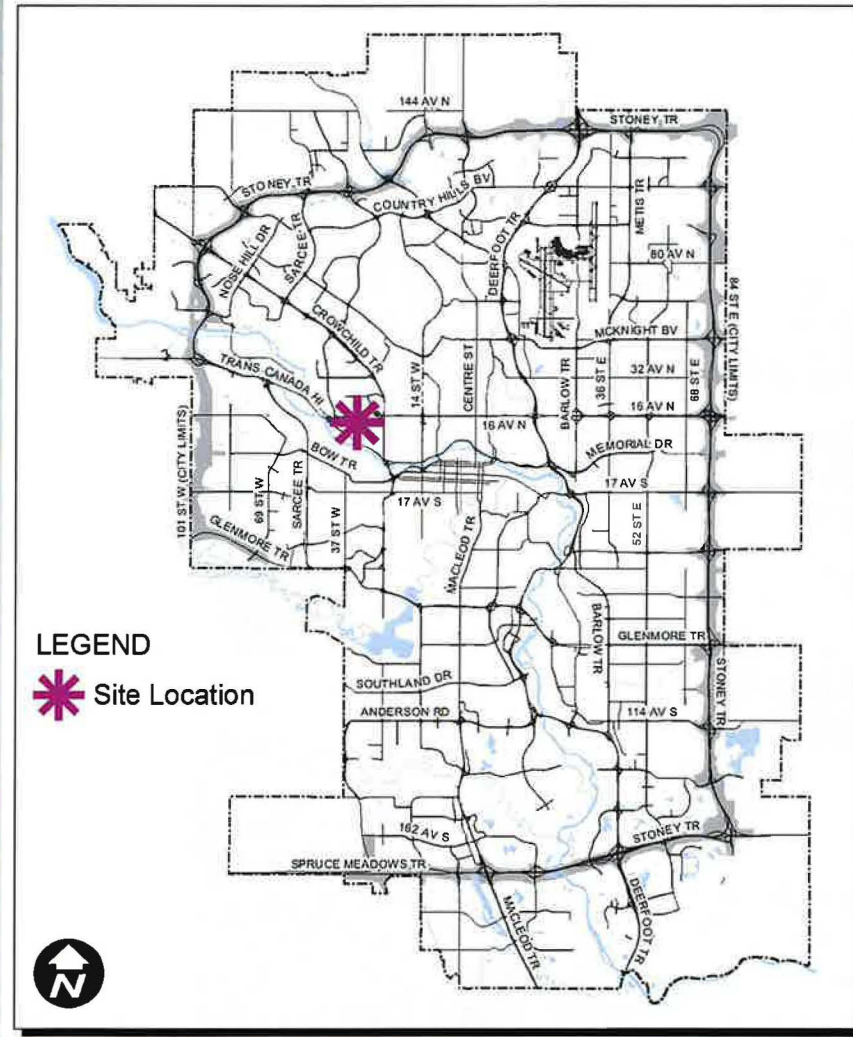 144 AV N
STONEY TR
STONEY TR
COUNTRY HILLS BV
METIS TR
NOSE HILL DR
SARCEE TR
DEERFOOT TR
80 AV N
84 ST E (CITY LIMITS)
CROWCHILD TR
MCKNIGHT BV
TRANS CANADA HI
14 ST W
CENTRE ST
BARLOW TR
36 ST E
32 AV N
68 ST E
16 AV N
16 AV N
101 ST W (CITY LIMITS)
BOW TR
MEMORIAL DR
69 ST W
SARCEE TR
37 ST W
17 AV S
17 AV S
GLENMORE TR
MACLEOD TR
52 ST E
BARLOW TR
GLENMORE TR
LEGEND
Site Location
SOUTHLAND DR
STONEY TR
ANDERSON RD
114 AV S
162 AV S
STONEY TR
SPRUCE MEADOWS TR
MACLEOD TR
DEERFOOT TR
N